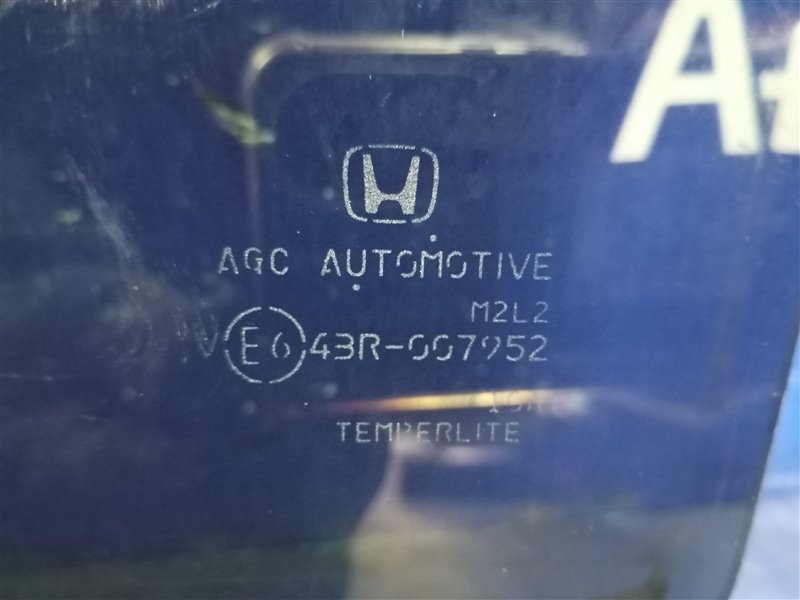 AGC AUTOMOTIVE
M2L2
E6 43R-007952
TEMPERLITE